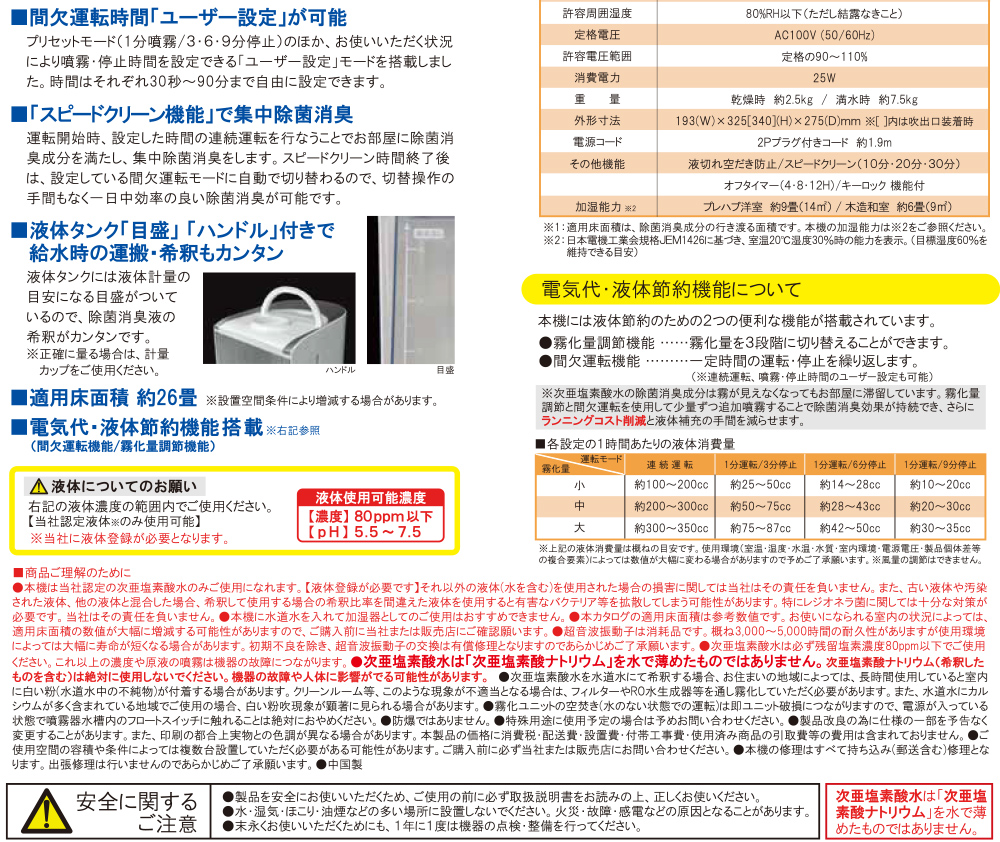 ■間欠運転時間「ユーザー設定」が可能
プリセットモード（1分噴霧/3・6・9分停止）のほか、お使いいただく状況
により噴霧・停止時間を設定できる「ユーザー設定」モードを搭載しまし
た。時間はそれぞれ30秒～90分まで自由に設定できます。
■「スピードクリーン機能」で集中除菌消臭
運転開始時、設定した時間の連続運転を行なうことでお部屋に除菌消
臭成分を満たし、集中除菌消臭をします。スピードクリーン時間終了後
は、設定している間欠運転モードに自動で切り替わるので、切替操作の
手間もなく一日中効率の良い除菌消臭が可能です。
■液体タンク「目盛」「ハンドル」付きで
給水時の運搬・希釈もカンタン
液体タンクには液体計量の
目安になる目盛がついて
いるので、除菌消臭液の
希釈がカンタンです。
※正確に量る場合は、計量
カップをご使用ください。
ハンドル
目盛
■適用床面積 約26畳 ※設置空間条件により増減する場合があります。
■電気代・液体節約機能搭載 ※右記参照
（間欠運転機能/霧化量調節機能）
液体についてのお願い
右記の液体濃度の範囲内でご使用ください。
【当社認定液体※のみ使用可能】
※当社に液体登録が必要となります。
液体使用可能濃度
【濃度】80ppm以下
【pH】5.5～7.5
許容周囲湿度 80%RH以下（ただし結露なきこと）
定格電圧 AC100V（50/60Hz）
許容電圧範囲 定格の90～110%
消費電力 25W
重 量 乾燥時 約2.5kg / 満水時 約7.5kg
外形寸法 193(W)×325[340](H)×275(D)mm ※[ ]内は吹出口装着時
電源コード 2Pプラグ付きコード 約1.9m
その他機能 液切れ空だき防止/スピードクリーン（10分・20分・30分）
オフタイマー（4・8・12H）/キーロック 機能付
加湿能力 ※2 プレハブ洋室 約9畳（14㎡）/ 木造和室 約6畳（9㎡）
※1：適用床面積は、除菌消臭成分の行き渡る面積です。本機の加湿能力は※2をご参照ください。
※2：日本電機工業会規格JEM1426に基づき、室温20℃湿度30%時の能力を表示。（目標湿度60%を
維持できる目安）
電気代・液体節約機能について
本機には液体節約のための2つの便利な機能が搭載されています。
●霧化量調節機能 ……霧化量を3段階に切り替えることができます。
●間欠運転機能 ………一定時間の運転・停止を繰り返します。
（※連続運転、噴霧・停止時間のユーザー設定も可能）
※次亜塩素酸水の除菌消臭成分は霧が見えなくなってもお部屋に滞留しています。霧化量
調節と間欠運転を使用して少量ずつ追加噴霧することで除菌消臭効果が持続でき、さらに
ランニングコスト削減と液体補充の手間を減らせます。
■各設定の1時間あたりの液体消費量
霧化量 運転モード 連続運転 1分運転/3分停止 1分運転/6分停止 1分運転/9分停止
小 約100～200cc 約25～50cc 約14～28cc 約10～20cc
中 約200～300cc 約50～75cc 約28～43cc 約20～30cc
大 約300～350cc 約75～87cc 約42～50cc 約30～35cc
※上記の液体消費量は概ねの目安です。使用環境（室温・湿度・水温・水質・室内環境・電源電圧・製品個体差等
の複合要素）によっては数値が大幅に変わる場合がありますので予めご了承願います。※風量の調節はできません。
■商品ご理解のために
●本機は当社認定の次亜塩素酸水のみご使用になれます。【液体登録が必要です】それ以外の液体（水を含む）を使用された場合の損害に関しては当社はその責任を負いません。また、古い液体や汚染
された液体、他の液体と混合した場合、希釈して使用する場合の希釈比率を間違えた液体を使用すると有害なバクテリア等を拡散してしまう可能性があります。特にレジオネラ菌に関しては十分な対策が
必要です。当社はその責任を負いません。●本機に水道水を入れて加湿器としてのご使用はおすすめできません。●本カタログの適用床面積は参考数値です。お使いになられる室内の状況によっては、
適用床面積の数値が大幅に増減する可能性がありますので、ご購入前に当社または販売店にご確認願います。●超音波振動子は消耗品です。概ね3,000～5,000時間の耐久性がありますが使用環境
によっては大幅に寿命が短くなる場合があります。初期不良を除き、超音波振動子の交換は有償修理となりますのであらかじめご了承願います。●次亜塩素酸水は必ず残留塩素濃度80ppm以下でご使用
ください。これ以上の濃度や原液の噴霧は機器の故障につながります。●次亜塩素酸水は「次亜塩素酸ナトリウム」を水で薄めたものではありません。次亜塩素酸ナトリウム（希釈した
ものを含む）は絶対に使用しないでください。機器の故障や人体に影響がでる可能性があります。●次亜塩素酸水を水道水にて希釈する場合、お住まいの地域によっては、長時間使用していると室内
に白い粉（水道水中の不純物）が付着する場合があります。クリーンルーム等、このような現象が不適当となる場合は、フィルターやRO水生成器等を通し霧化していただく必要があります。また、水道水にカル
シウムが多く含まれている地域でご使用の場合、白い粉吹現象が顕著に見られる場合があります。●霧化ユニットの空焚き（水のない状態での運転）は即ユニット破損につながりますので、電源が入っている
状態で噴霧器水槽内のフロートスイッチに触れることは絶対におやめください。●防爆ではありません。●特殊用途に使用予定の場合は予めお問い合わせください。●製品改良の為に仕様の一部を予告なく
変更することがあります。また、印刷の都合上実物との色調が異なる場合があります。本製品の価格に消費税・配送費・設置費・付帯工事費・使用済み商品の引取費等の費用は含まれておりません。●ご
使用空間の容積や条件によっては複数台設置していただく必要がある可能性があります。ご購入前に必ず当社または販売店にお問い合わせください。●本機の修理はすべて持ち込み（郵送含む）修理とな
ります。出張修理は行いませんのであらかじめご了承願います。●中国製
安全に関する
ご注意
●製品を安全にお使いいただくため、ご使用の前に必ず取扱説明書をお読みの上、正しくお使いください。
●水・湿気・ほこり・油煙などの多い場所に設置しないでください。火災・故障・感電などの原因となることがあります。
●末永くお使いいただくためにも、1年に1度は機器の点検・整備を行ってください。
次亜塩素酸水は「次亜塩
素酸ナトリウム」を水で薄
めたものではありません。